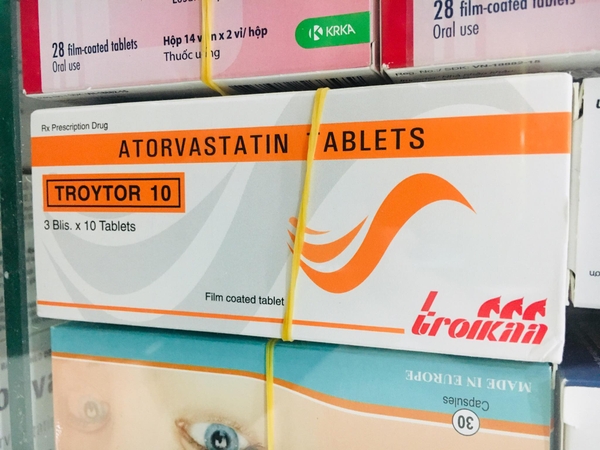 28 film-coated tablets
Oral use
Hộp 14 viên x 2 vỉ/ hộp
Thuốc uống
KRKA
28 film-coated tablets
Oral use
Rx Prescription Drug
ATORVASTATIN TABLETS
TROYTOR 10
3 Blis. x 10 Tablets
Film coated tablet
troikaa
MADE IN EUROPE
Capsules
30